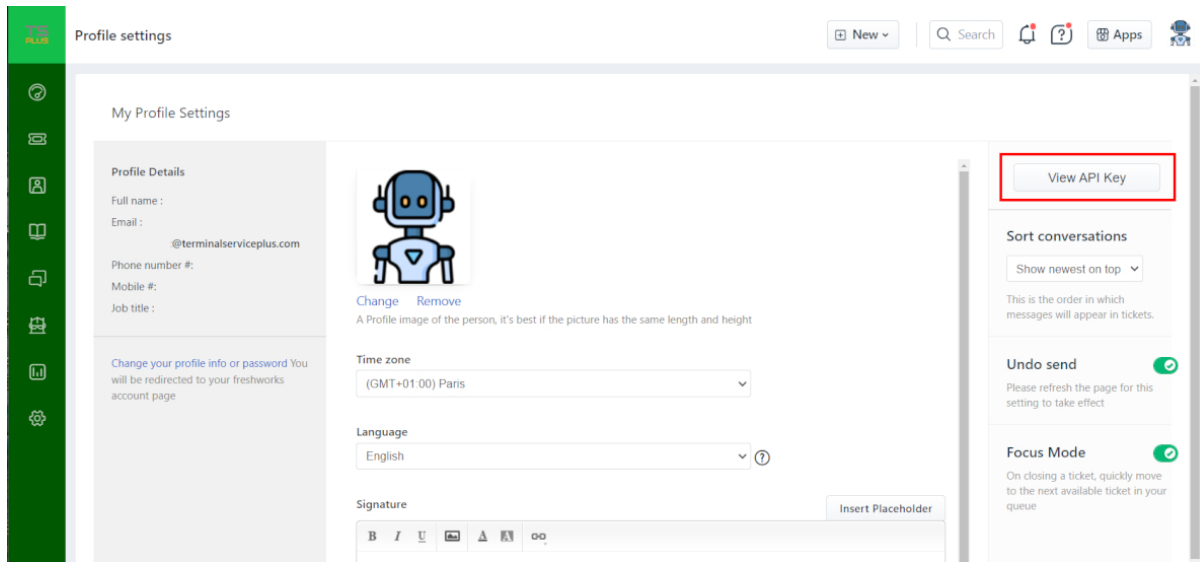 TS
PLUS
Profile settings
New
Search
Apps
My Profile Settings
Profile Details
Full name :
Email :
@terminalserviceplus.com
Phone number #:
Mobile #:
Job title :
Change your profile info or password You
will be redirected to your freshworks
account page
Change Remove
A Profile image of the person, it's best if the picture has the same length and height
Time zone
(GMT+01:00) Paris
Language
English
?
Signature
Insert Placeholder
B I U A A
View API Key
Sort conversations
Show newest on top
This is the order in which
messages will appear in tickets.
Undo send
Please refresh the page for this
setting to take effect
Focus Mode
On closing a ticket, quickly move
to the next available ticket in your
queue